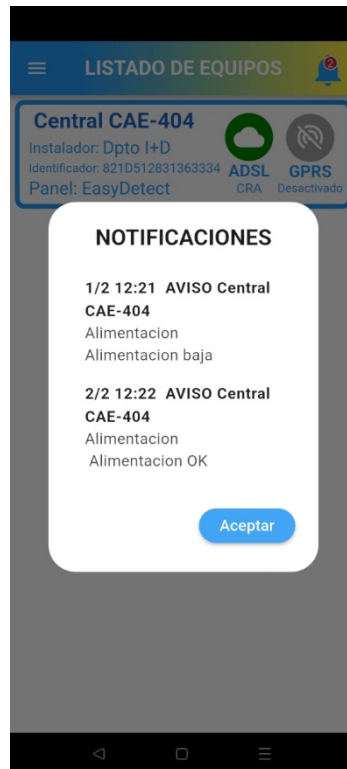 LISTADO DE EQUIPOS
2
Central CAE-404
Instalador: Dpto I+D
Identificador: 821D512831363334
Panel: EasyDetect
ADSL
CRA
GPRS
Desactivado
NOTIFICACIONES
1/2 12:21 AVISO Central
CAE-404
Alimentacion
Alimentacion baja
2/2 12:22 AVISO Central
CAE-404
Alimentacion
Alimentacion OK
Aceptar